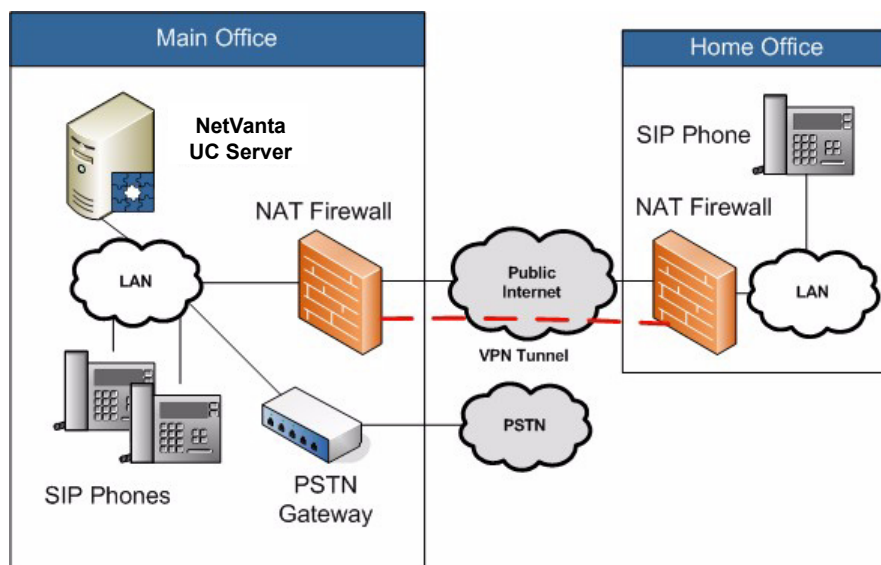 Main Office
Home Office
NetVanta
UC Server
SIP Phone
NAT Firewall
NAT Firewall
LAN
Public
Internet
LAN
VPN Tunnel
PSTN
SIP Phones
PSTN
Gateway